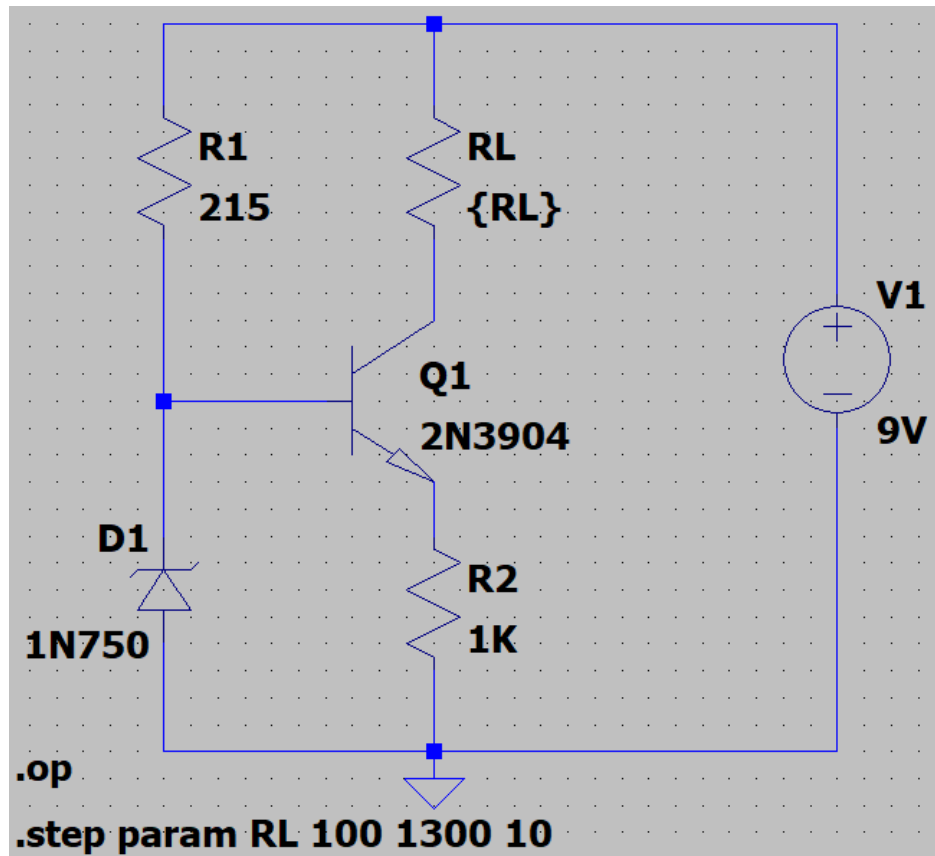 R1
215
RL
{RL}
V1
9V
Q1
2N3904
D1
1N750
R2
1K
.op
.step param RL 100 1300 10